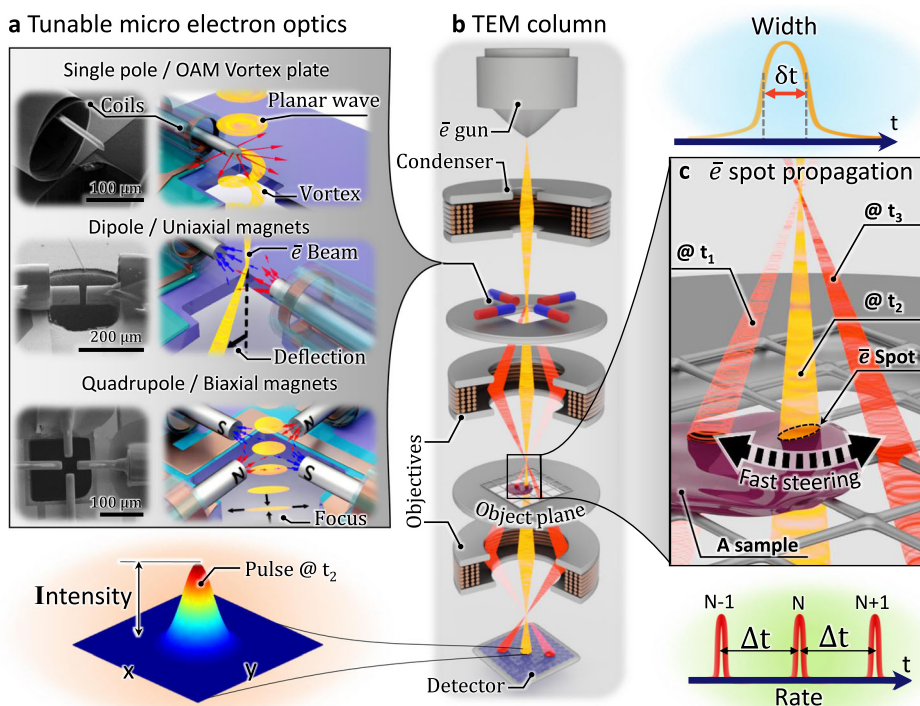 a Tunable micro electron optics
Single pole / OAM Vortex plate
Coils
Planar wave
Vortex
100 µm
Dipole / Uniaxial magnets
ē Beam
Deflection
200 µm
Quadrupole / Biaxial magnets
S
N
N
S
Focus
100 µm
Intensity
Pulse @ t₂
x
y
b TEM column
ē gun
Condenser
Objectives
Object plane
Detector
Width
δt
t
c ē spot propagation
@ t₁
@ t₃
@ t₂
ē Spot
Fast steering
A sample
N-1
N
N+1
Δt
Δt
t
Rate